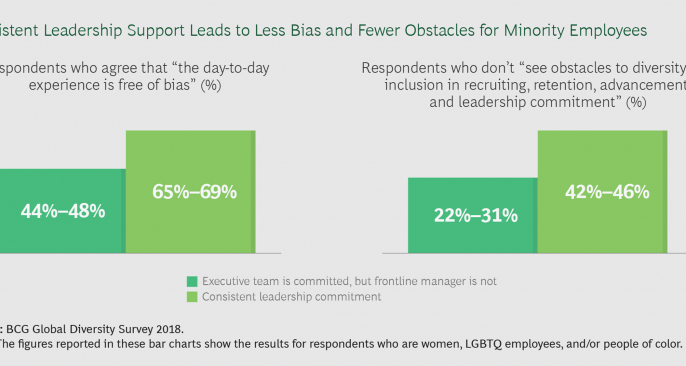 istent Leadership Support Leads to Less Bias and Fewer Obstacles for Minority Employees
spondents who agree that “the day-to-day
experience is free of bias” (%)
44%–48%
65%–69%
Respondents who don’t “see obstacles to diversity
inclusion in recruiting, retention, advancement
and leadership commitment” (%)
22%–31%
42%–46%
Executive team is committed, but frontline manager is not
Consistent leadership commitment
: BCG Global Diversity Survey 2018.
The figures reported in these bar charts show the results for respondents who are women, LGBTQ employees, and/or people of color.